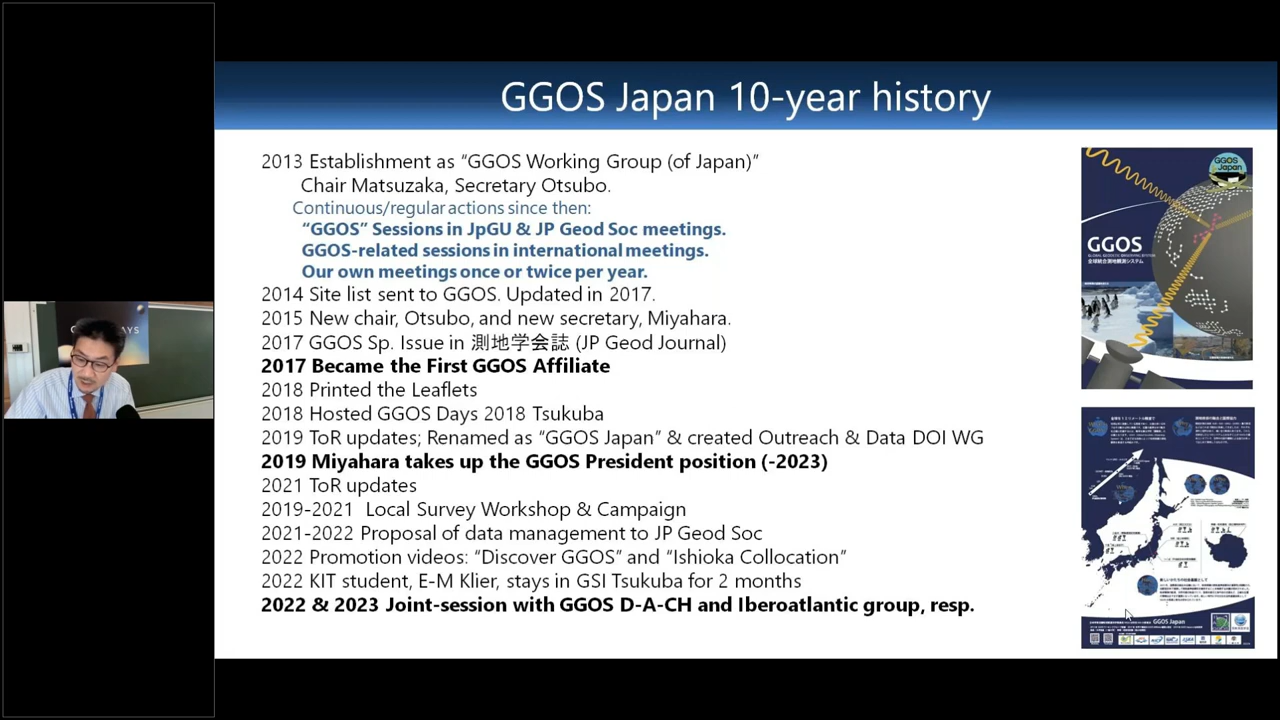 GGOS Japan 10-year history
2013 Establishment as “GGOS Working Group (of Japan)”
Chair Matsuzaka, Secretary Otsubo.
Continuous/regular actions since then:
“GGOS” Sessions in JpGU & JP Geod Soc meetings.
GGOS-related sessions in international meetings.
Our own meetings once or twice per year.
2014 Site list sent to GGOS. Updated in 2017.
2015 New chair, Otsubo, and new secretary, Miyahara.
2017 GGOS Sp. Issue in 測地学会誌 (JP Geod Journal)
2017 Became the First GGOS Affiliate
2018 Printed the Leaflets
2018 Hosted GGOS Days 2018 Tsukuba
2019 ToR updates; Renamed as “GGOS Japan” & created Outreach & Data DOI WG
2019 Miyahara takes up the GGOS President position (-2023)
2021 ToR updates
2019-2021 Local Survey Workshop & Campaign
2021-2022 Proposal of data management to JP Geod Soc
2022 Promotion videos: “Discover GGOS” and “Ishioka Collocation”
2022 KIT student, E-M Klier, stays in GSI Tsukuba for 2 months
2022 & 2023 Joint-session with GGOS D-A-CH and Iberoatlantic group, resp.
GGOS
Japan
GGOS
GLOBAL GEODETIC OBSERVING SYSTEM
全球統合測地観測システム
GGOS Japan